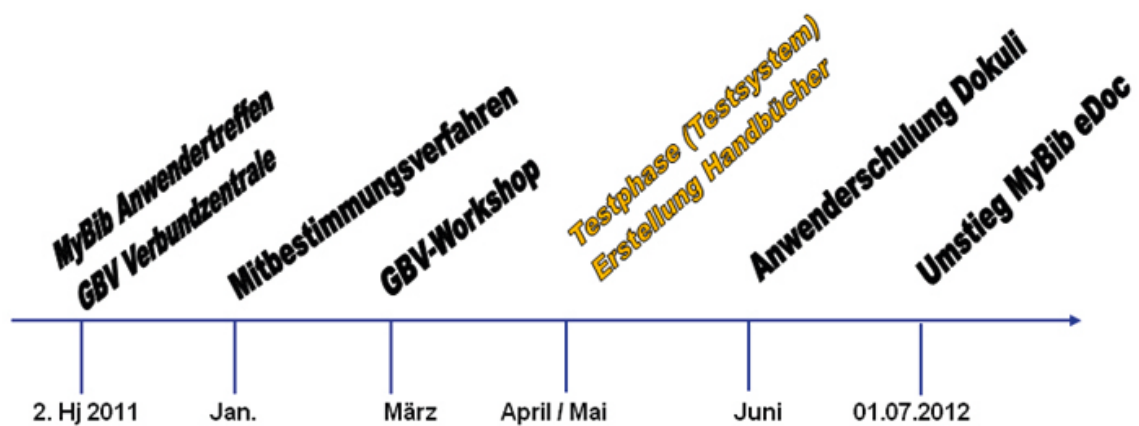 MyBib Anwendertreffen
GBV Verbundzentrale
Mitbestimmungsverfahren
GBV-Workshop
Testphase (Testsystem)
Erstellung Handbücher
Anwenderschulung Dokuli
Umstieg MyBib eDoc
2. Hj 2011
Jan.
März
April / Mai
Juni
01.07.2012